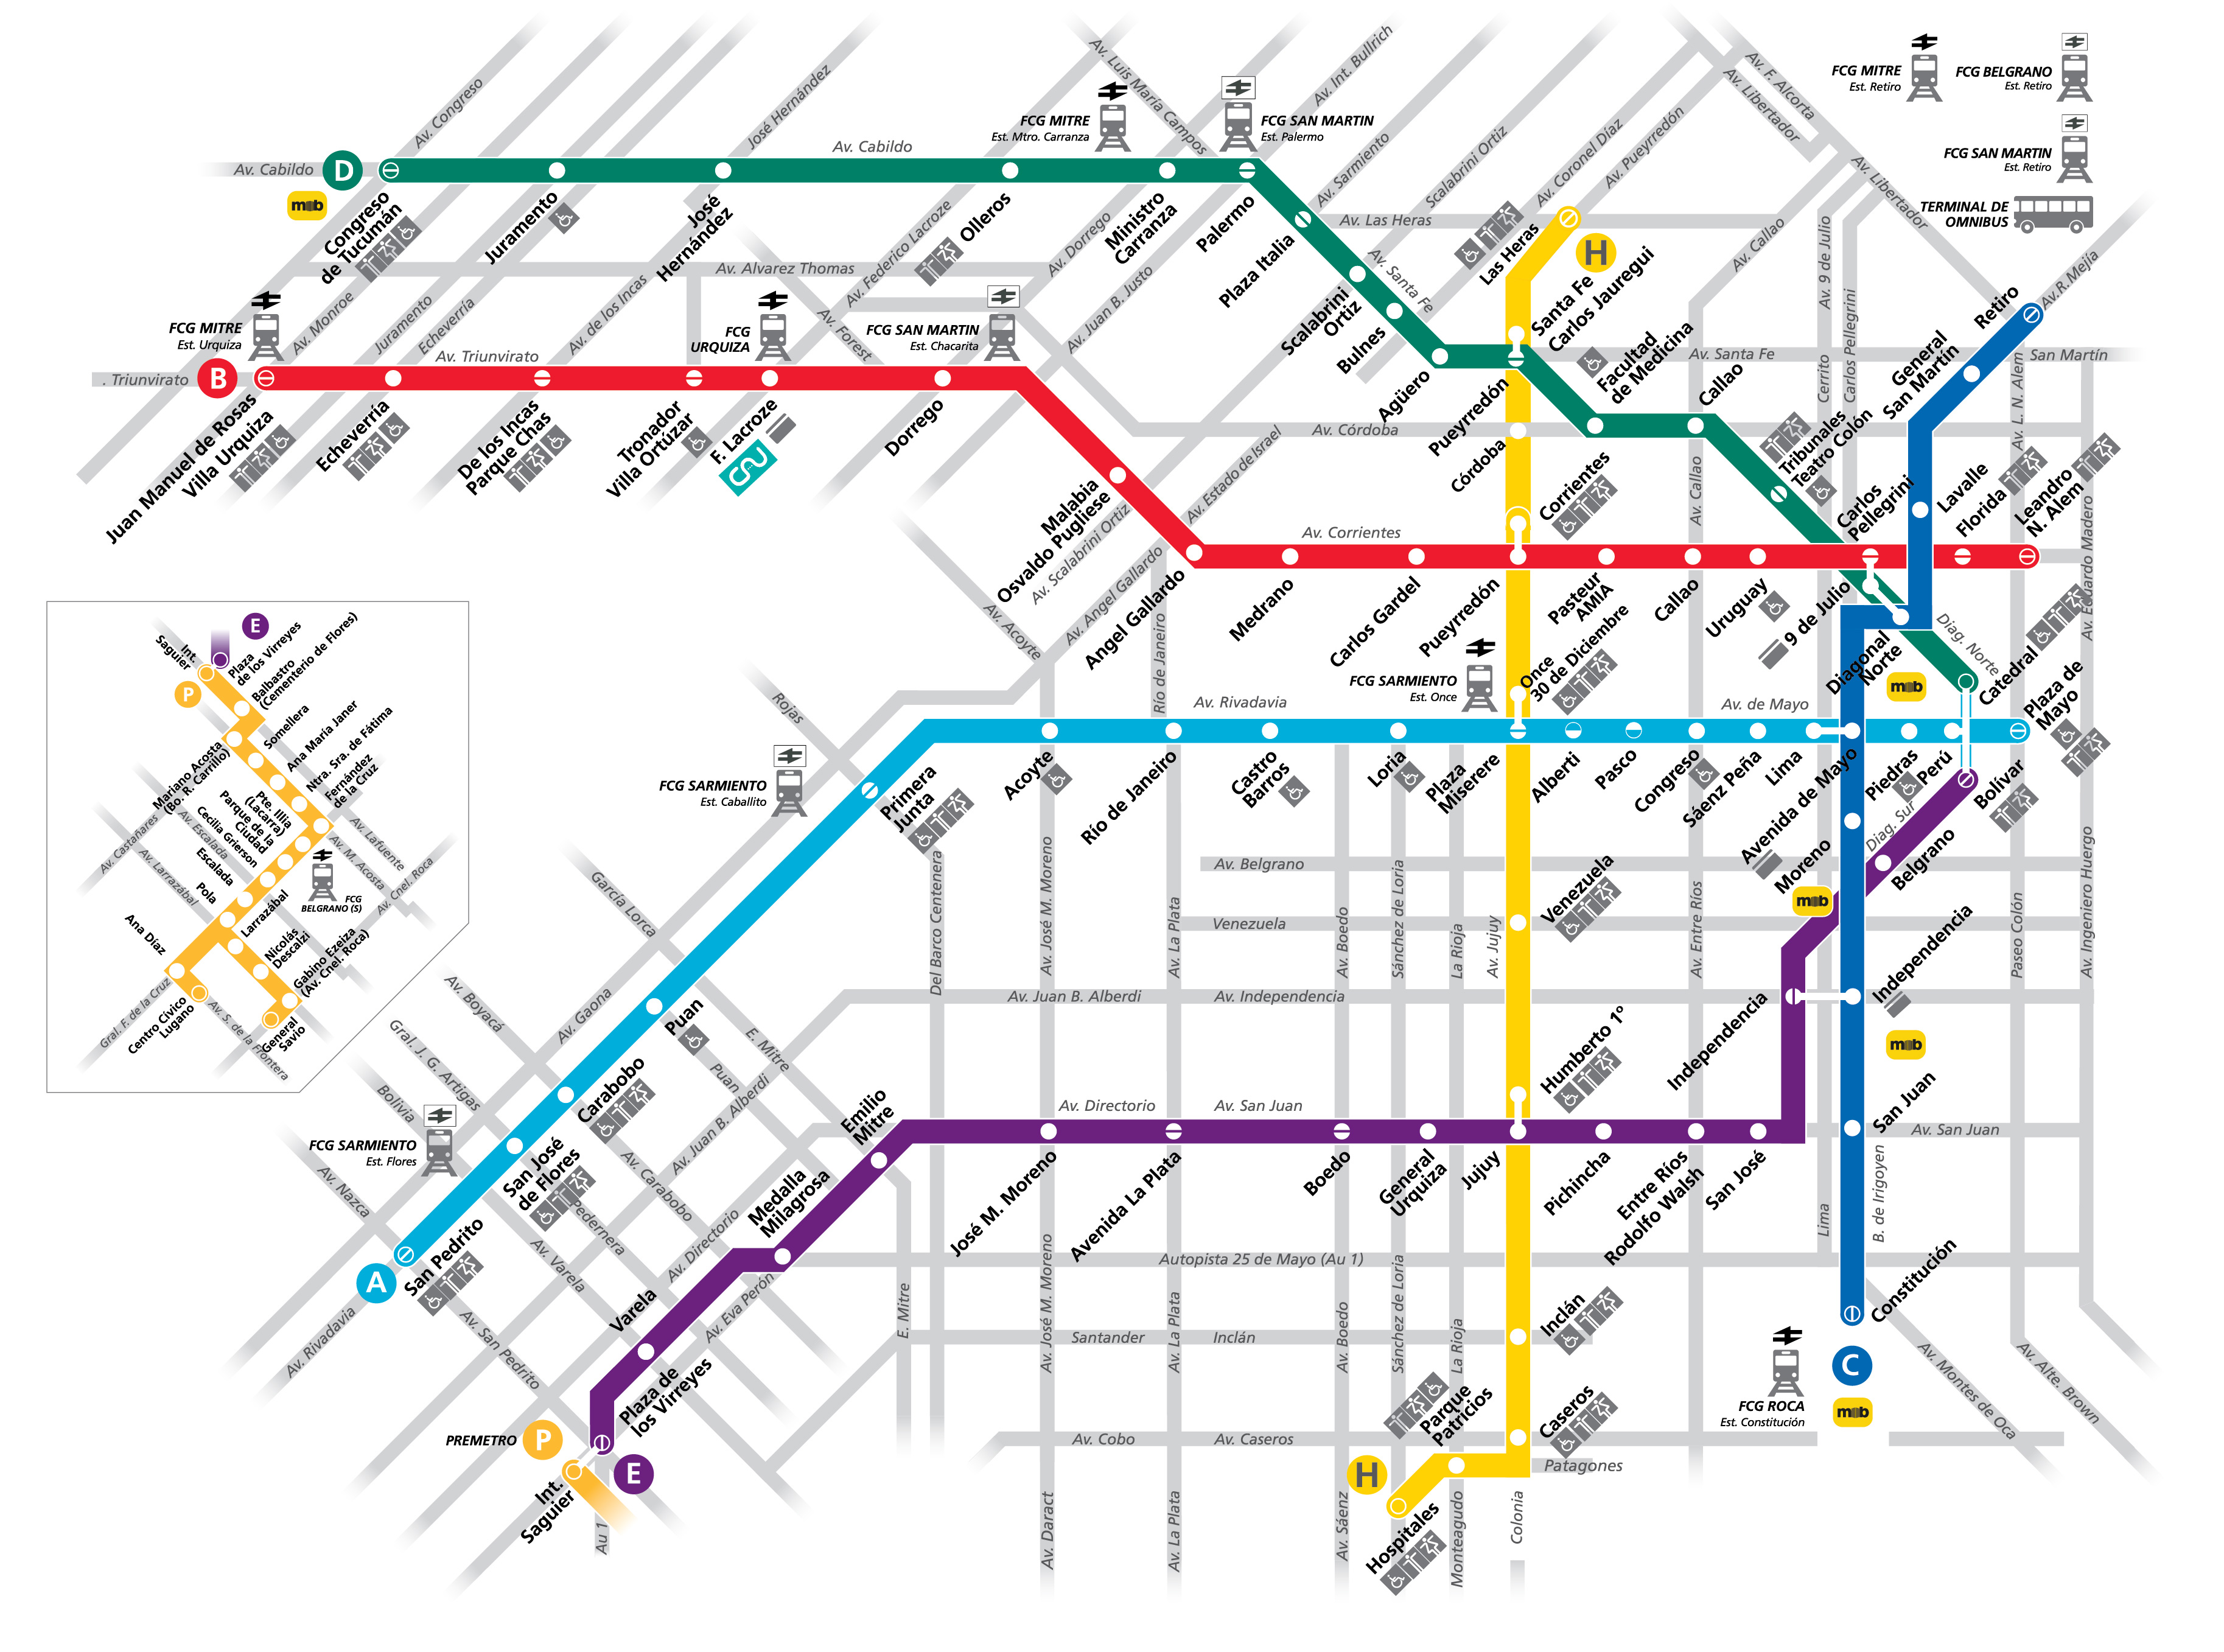 Av. Congreso
José Hernández
Av. Luis María Campos
Av. Int. Bullrich
Av. F. Alcorta
Av. Libertador
FCG MITRE
Est. Retiro
FCG BELGRANO
Est. Retiro
FCG MITRE
Est. Mtro. Carranza
FCG SAN MARTIN
Est. Palermo
Av. Sarmiento
Scalabrini Ortiz
Av. Coronel Díaz
Av. Pueyrredón
Av. Libertador
FCG SAN MARTIN
Est. Retiro
TERMINAL DE
OMNIBUS
Av. Cabildo
D
Av. Cabildo
mob
Congreso
de Tucumán
Juramento
José
Hernández
Olleros
Ministro
Carranza
Palermo
Plaza Italia
Av. Las Heras
Las Heras
H
Av. Callao
Av. 9 de Julio
Av.R. Mejía
Av. Alvarez Thomas
Av. Federico Lacroze
Av. Dorrego
Av. Juan B. Justo
Av. Santa Fe
Scalabrini
Ortiz
Bulnes
Agüero
Pueyrredón
Santa Fe
Carlos Jauregui
Facultad
de Medicina
Callao
Av. Santa Fe
Cerrito
Carlos Pellegrini
General
San Martín
Retiro
San Martín
Av. L. N. Alem
FCG MITRE
Est. Urquiza
Av. Monroe
Juramento
Echeverría
Av. de los Incas
FCG
URQUIZA
Av. Forest
FCG SAN MARTIN
Est. Chacarita
. Triunvirato
B
Av. Triunvirato
Juan Manuel de Rosas
Villa Urquiza
Echeverría
De los Incas
Parque Chas
Tronador
Villa Ortúzar
F. Lacroze
Dorrego
Malabia
Osvaldo Pugliese
Av. Scalabrini Ortiz
Av. Estado de Israel
Av. Córdoba
Córdoba
Corrientes
Av. Callao
Tribunales
Teatro Colón
Carlos
Pellegrini
Lavalle
Florida
Leandro
N. Alem
Av. Eduardo Madero
Av. Corrientes
Av. Acoyte
Av. Angel Gallardo
Río de Janeiro
Angel Gallardo
Medrano
Carlos Gardel
Pueyrredón
Pasteur
AMIA
Callao
Uruguay
9 de Julio
Diagonal
Norte
mob
Diag. Norte
Catedral
Plaza de
Mayo
Rojas
FCG SARMIENTO
Est. Once
Once
30 de Diciembre
Av. Rivadavia
Av. de Mayo
FCG SARMIENTO
Est. Caballito
Primera
Junta
Acoyte
Río de Janeiro
Castro
Barros
Loria
Plaza
Miserere
Alberti
Pasco
Congreso
Sáenz Peña
Lima
Avenida de Mayo
Piedras
Perú
Bolívar
Diag. Sur
Moreno
mob
Belgrano
E
Int.
Saguier
Plaza
de los Virreyes
P
Balbastro
(Cementerio de Flores)
Somellera
Ana María Janer
Ntra. Sra. de Fátima
Fernández
de la Cruz
Mariano Acosta
(Bo. R. Carrillo)
Pte. Illia
(Lacarra)
Parque de la
Ciudad
Cecilia Grierson
Escalada
Pola
Ana Díaz
Larrazábal
Nicolás
Descalzi
Gabino Ezeiza
(Av. Cnel. Roca)
General
Savio
Centro Cívico
Lugano
FCG
BELGRANO (S)
Av. Castañares
Av. Escalada
Av. Larrazábal
Av. Lafuente
Av. M. Acosta
Av. Cnel. Roca
Gral. F. de la Cruz
Av. S. de la Frontera
García Lorca
Del Barco Centenera
Av. José M. Moreno
Av. La Plata
Av. Belgrano
Venezuela
Av. Boedo
Sánchez de Loria
La Rioja
Av. Jujuy
Venezuela
Av. Entre Ríos
Paseo Colón
Av. Ingeniero Huergo
Av. Boyacá
Av. Gaona
Puan
E. Mitre
Puan
Av. Juan B. Alberdi
Av. Juan B. Alberdi
Av. Independencia
Independencia
Independencia
mob
Gral. J. G. Artigas
Bolivia
Carabobo
Av. Carabobo
Emilio
Mitre
Humberto 1º
FCG SARMIENTO
Est. Flores
San José
de Flores
Pedernera
Av. Directorio
Av. San Juan
Av. San Juan
San Juan
Medalla
Milagrosa
José M. Moreno
Avenida La Plata
Boedo
General
Urquiza
Jujuy
Pichincha
Entre Ríos
Rodolfo Walsh
San José
Lima
B. de Irigoyen
Av. Nazca
A
San Pedrito
Av. Varela
Av. Directorio
Av. Eva Perón
Autopista 25 de Mayo (Au 1)
Constitución
Av. Rivadavia
Av. San Pedrito
Varela
E. Mitre
Av. José M. Moreno
Av. La Plata
Santander
Inclán
Av. Boedo
Sánchez de Loria
La Rioja
Inclán
FCG ROCA
Est. Constitución
C
mob
Av. Montes de Oca
Av. Alte. Brown
Plaza de
los Virreyes
PREMETRO
P
E
Int.
Saguier
Au 1
Av. Cobo
Av. Caseros
Parque
Patricios
Caseros
H
Hospitales
Patagones
Av. Daract
Av. La Plata
Av. Sáenz
Monteagudo
Colonia